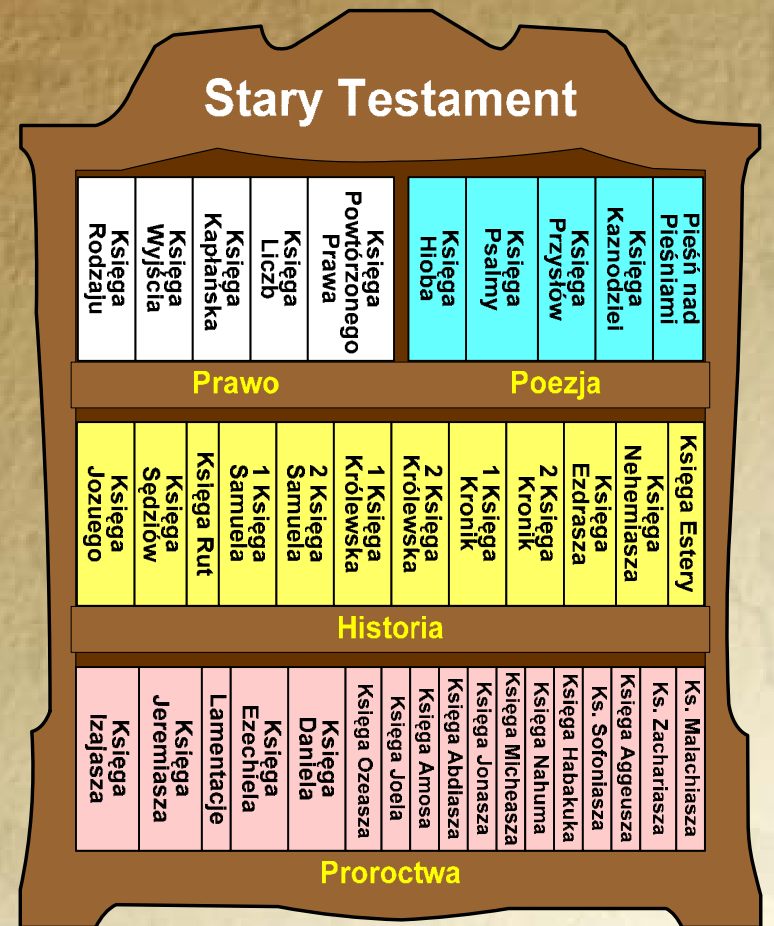 Stary Testament
Księga
Rodzaju
Księga
Wyjścia
Księga
Kapłańska
Księga
Liczb
Księga
Powtórzonego
Prawa
Księga
Hioba
Księga
Psalmy
Księga
Przysłów
Księga
Kaznodziei
Pieśń nad
Pieśniami
Prawo
Poezja
Księga
Jozuego
Księga
Sędziów
Księga Rut
1 Księga
Samuela
2 Księga
Samuela
1 Księga
Królewska
2 Księga
Królewska
1 Księga
Kronik
2 Księga
Kronik
Księga
Ezdrasza
Księga
Nehemiasza
Księga Estery
Historia
Księga
Izajasza
Księga
Jeremiasza
Lamentacje
Księga
Ezechiela
Księga
Daniela
Księga Ozeasza
Księga Joela
Księga Amosa
Księga Abdiasza
Księga Jonasza
Księga Micheasza
Księga Nahuma
Księga Habakuka
Ks. Sofoniasza
Księga Aggeusza
Ks. Zachariasza
Ks. Malachiasza
Proroctwa